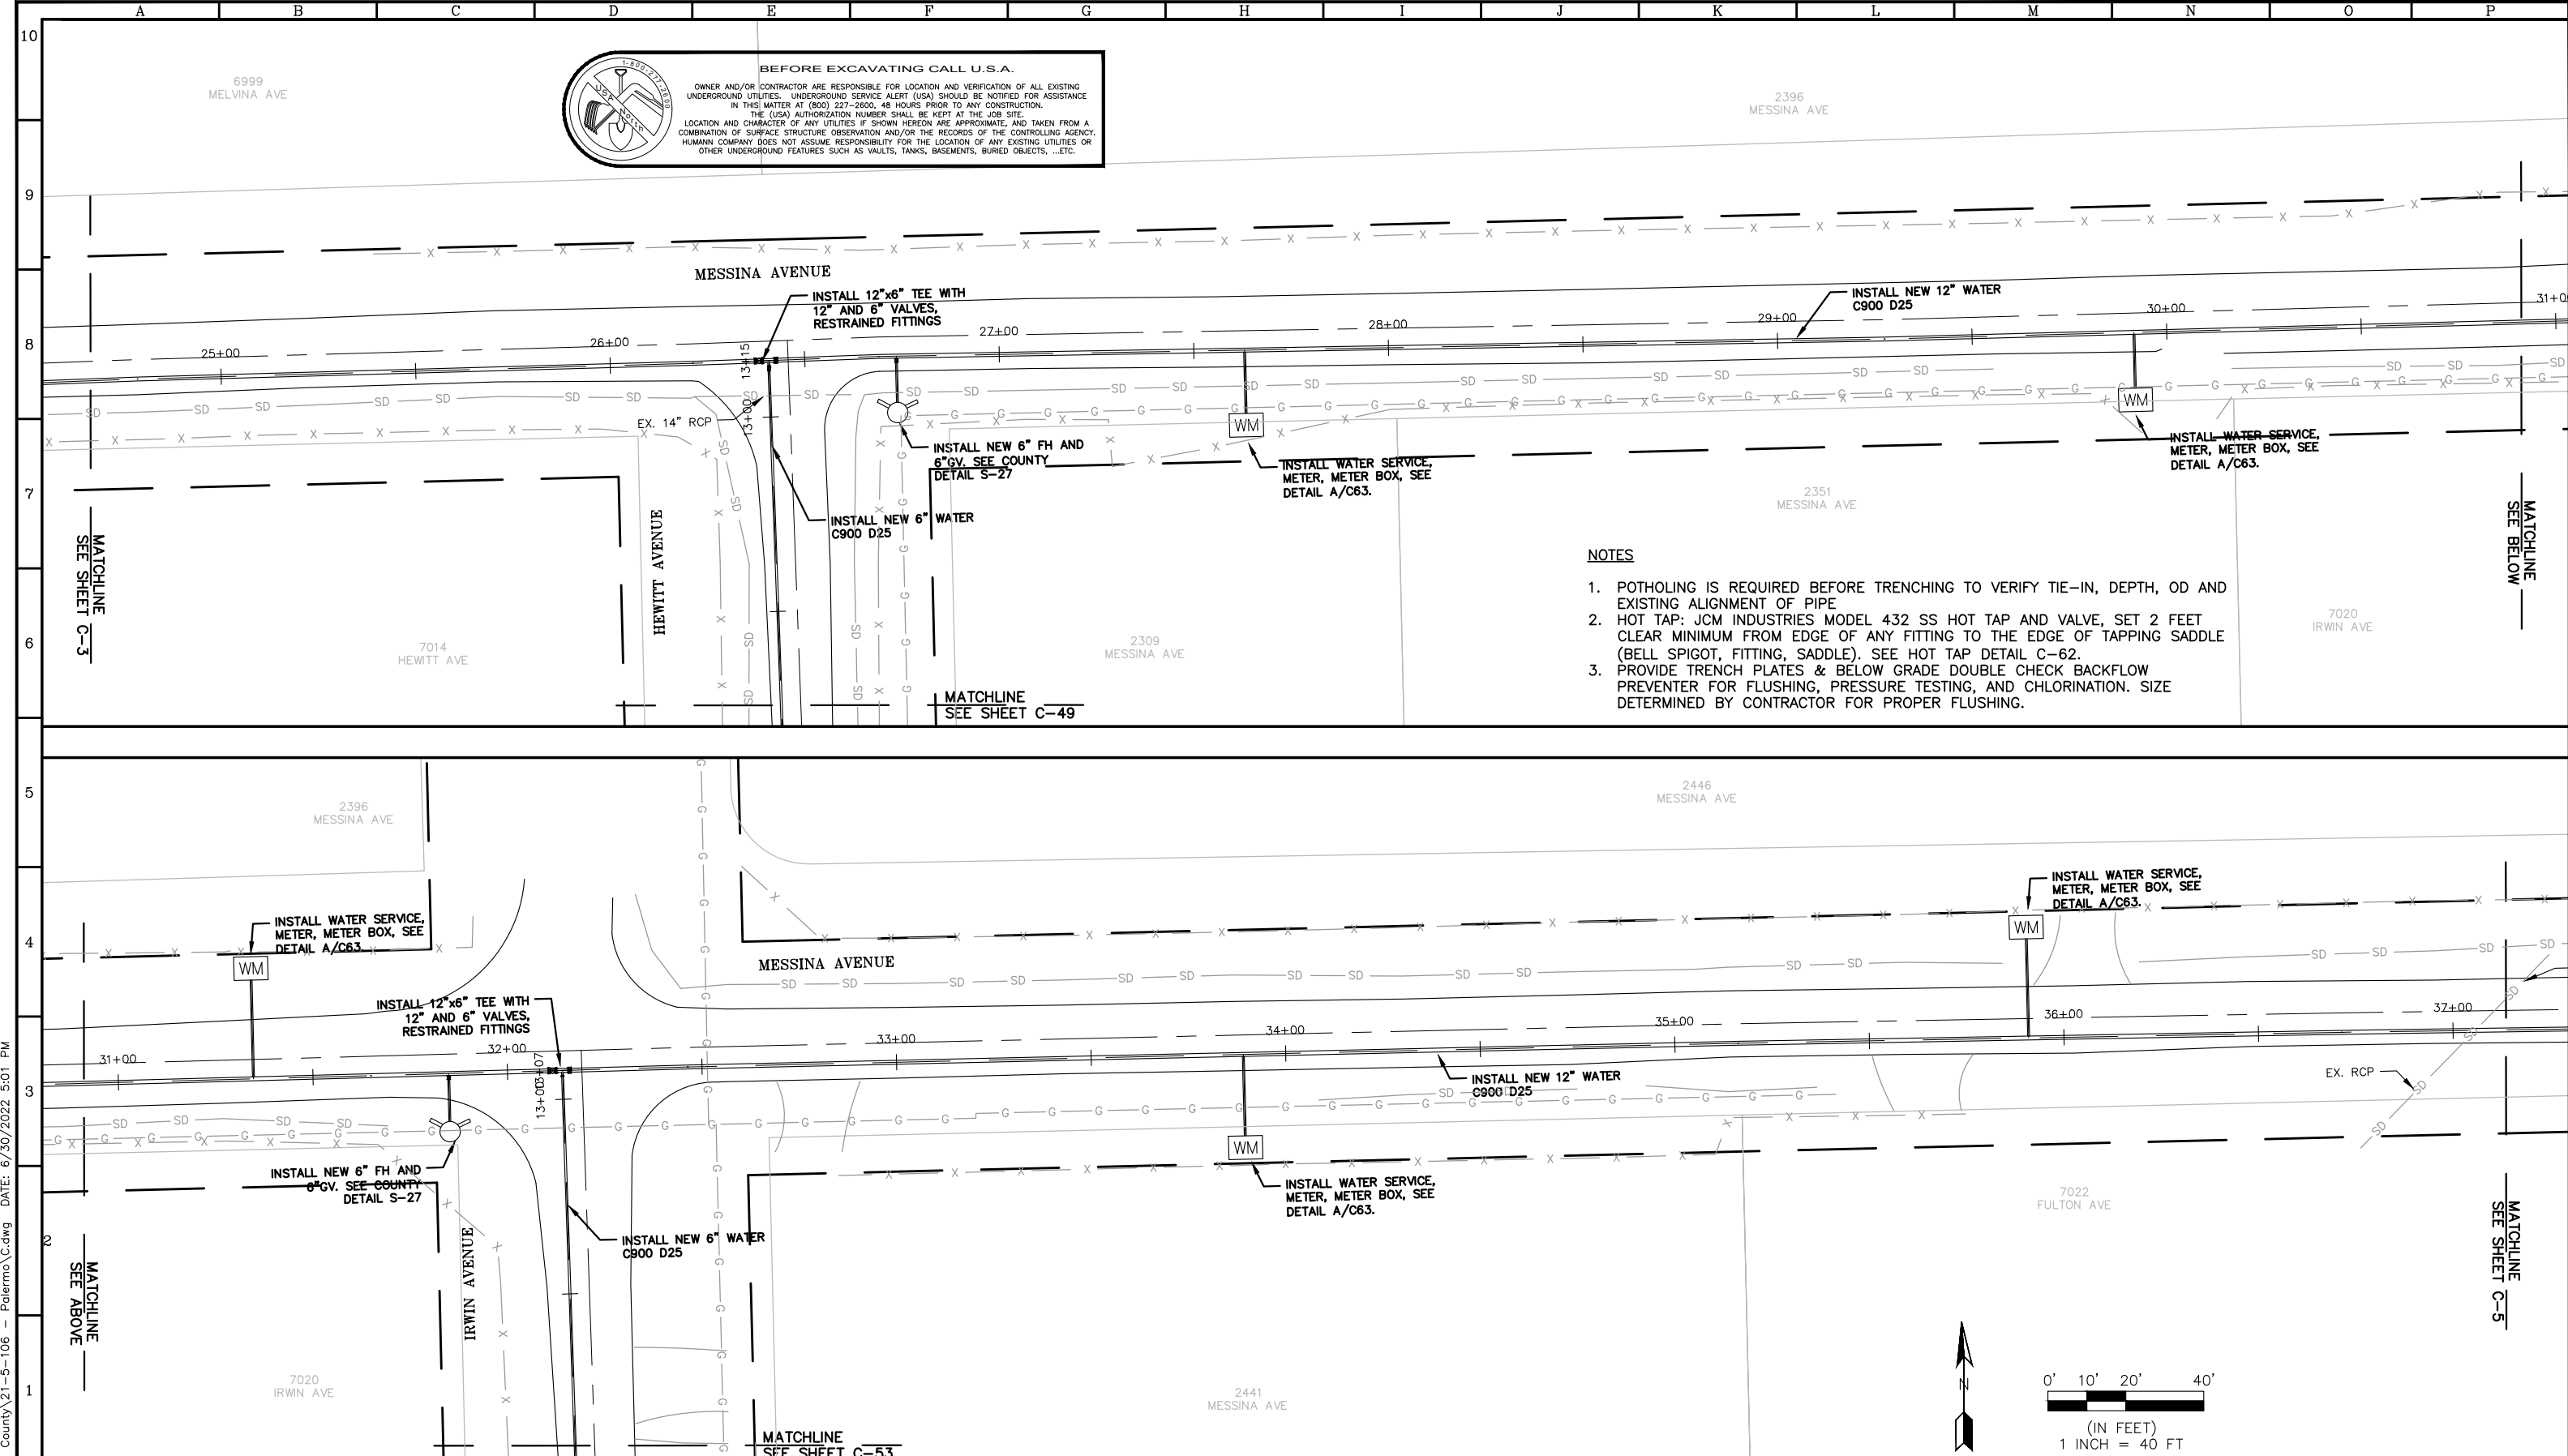 A B C D E F G H I J K L M N O P
10
9
8
7
6
5
4
3
2
1
6999
MELVINA AVE
1-800-277-2600
USA North
BEFORE EXCAVATING CALL U.S.A.
OWNER AND/OR CONTRACTOR ARE RESPONSIBLE FOR LOCATION AND VERIFICATION OF ALL EXISTING
UNDERGROUND UTILITIES. UNDERGROUND SERVICE ALERT (USA) SHOULD BE NOTIFIED FOR ASSISTANCE
IN THIS MATTER AT (800) 227-2600, 48 HOURS PRIOR TO ANY CONSTRUCTION.
THE (USA) AUTHORIZATION NUMBER SHALL BE KEPT AT THE JOB SITE.
LOCATION AND CHARACTER OF ANY UTILITIES IF SHOWN HEREON ARE APPROXIMATE, AND TAKEN FROM A
COMBINATION OF SURFACE STRUCTURE OBSERVATION AND/OR THE RECORDS OF THE CONTROLLING AGENCY.
HUMANN COMPANY DOES NOT ASSUME RESPONSIBILITY FOR THE LOCATION OF ANY EXISTING UTILITIES OR
OTHER UNDERGROUND FEATURES SUCH AS VAULTS, TANKS, BASEMENTS, BURIED OBJECTS, ...ETC.
2396
MESSINA AVE
MESSINA AVENUE
INSTALL 12"x6" TEE WITH
12" AND 6" VALVES,
RESTRAINED FITTINGS
INSTALL NEW 12" WATER
C900 D25
25+00
26+00
27+00
28+00
29+00
30+00
31+0
13+15
13+00
EX. 14" RCP
INSTALL NEW 6" FH AND
6"GV. SEE COUNTY
DETAIL S-27
WM
INSTALL WATER SERVICE,
METER, METER BOX, SEE
DETAIL A/C63.
WM
INSTALL WATER SERVICE,
METER, METER BOX, SEE
DETAIL A/C63.
INSTALL NEW 6" WATER
C900 D25
HEWITT AVENUE
MATCHLINE
SEE SHEET C-3
7014
HEWITT AVE
2309
MESSINA AVE
2351
MESSINA AVE
7020
IRWIN AVE
MATCHLINE
SEE BELOW
MATCHLINE
SEE SHEET C-49
NOTES
1. POTHOLING IS REQUIRED BEFORE TRENCHING TO VERIFY TIE-IN, DEPTH, OD AND
EXISTING ALIGNMENT OF PIPE
2. HOT TAP: JCM INDUSTRIES MODEL 432 SS HOT TAP AND VALVE, SET 2 FEET
CLEAR MINIMUM FROM EDGE OF ANY FITTING TO THE EDGE OF TAPPING SADDLE
(BELL SPIGOT, FITTING, SADDLE). SEE HOT TAP DETAIL C-62.
3. PROVIDE TRENCH PLATES & BELOW GRADE DOUBLE CHECK BACKFLOW
PREVENTER FOR FLUSHING, PRESSURE TESTING, AND CHLORINATION. SIZE
DETERMINED BY CONTRACTOR FOR PROPER FLUSHING.
2396
MESSINA AVE
2446
MESSINA AVE
INSTALL WATER SERVICE,
METER, METER BOX, SEE
DETAIL A/C63.
WM
INSTALL WATER SERVICE,
METER, METER BOX, SEE
DETAIL A/C63.
WM
MESSINA AVENUE
INSTALL 12"x6" TEE WITH
12" AND 6" VALVES,
RESTRAINED FITTINGS
31+00
32+00
33+00
34+00
35+00
36+00
37+00
13+07
13+00
INSTALL NEW 12" WATER
C900 D25
EX. RCP
INSTALL NEW 6" FH AND
6"GV. SEE COUNTY
DETAIL S-27
WM
INSTALL WATER SERVICE,
METER, METER BOX, SEE
DETAIL A/C63.
INSTALL NEW 6" WATER
C900 D25
IRWIN AVENUE
MATCHLINE
SEE ABOVE
7020
IRWIN AVE
2441
MESSINA AVE
7022
FULTON AVE
MATCHLINE
SEE SHEET C-5
MATCHLINE
SEE SHEET C-53
N
0' 10' 20' 40'
(IN FEET)
1 INCH = 40 FT
County\21-5-106 - Palermo\C.dwg DATE: 6/30/2022 5:01 PM